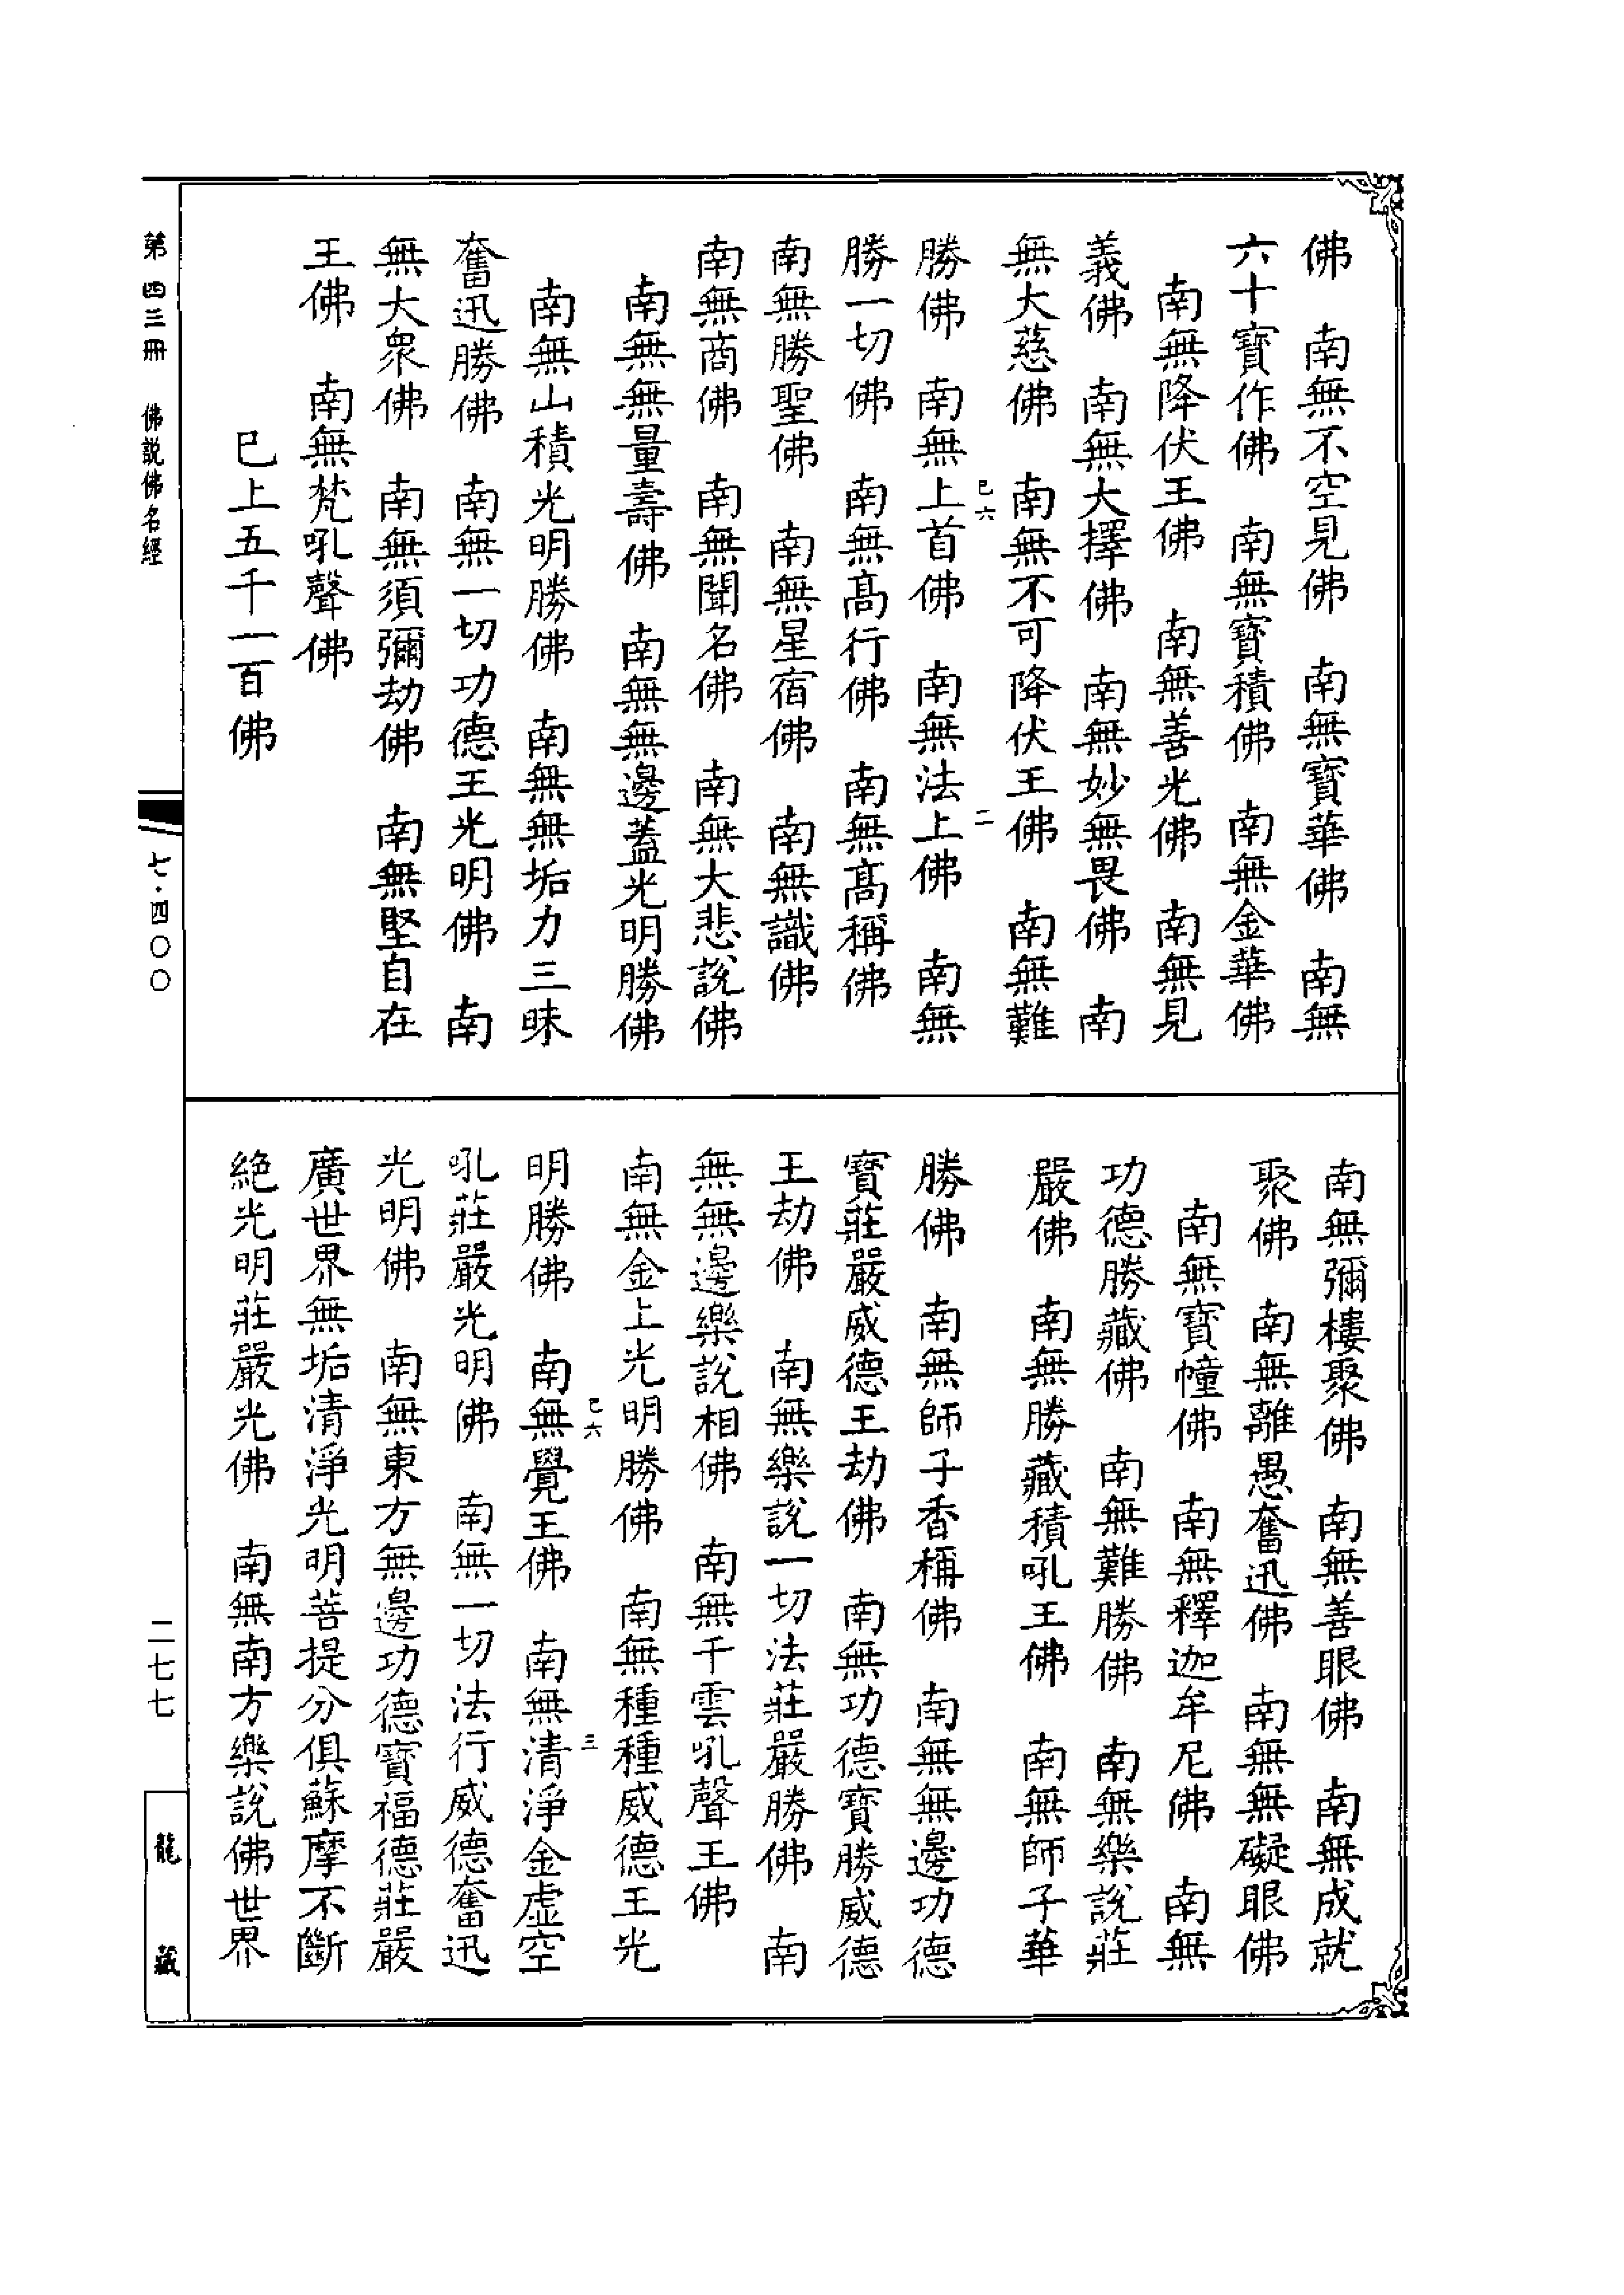 佛　南無不空見佛　南無寶華佛　南無
六十寶作佛　南無寶積佛　南無金華佛
南無降伏王佛　南無善光佛　南無見
義佛　南無大擇佛　南無妙無畏佛　南
無大慈佛　南無不可降伏王佛　南無難
巳六　二
勝佛　南無上首佛　南無法上佛　南無
勝一切佛　南無高行佛　南無高稱佛
南無勝聖佛　南無星宿佛　南無識佛
南無商佛　南無聞名佛　南無大悲説佛
南無無量壽佛　南無無邊蓋光明勝佛
南無山積光明勝佛　南無無垢力三昧
奮迅勝佛　南無一切功德王光明佛　南
無大眾佛　南無須彌劫佛　南無堅自在
王佛　南無梵吼聲佛
巳上五千一百佛
南無彌樓聚佛　南無善眼佛　南無成就
聚佛　南無離愚奮迅佛　南無無礙眼佛
南無寶幢佛　南無釋迦牟尼佛　南無
功德勝藏佛　南無難勝佛　南無樂説莊
嚴佛　南無勝藏積吼王佛　南無師子華
勝佛　南無師子香稱佛　南無無邊功德
寶莊嚴威德王劫佛　南無功德寶勝威德
王劫佛　南無樂説一切法莊嚴勝佛　南
無無邊樂説相佛　南無千雲吼聲王佛
南無金上光明勝佛　南無種種威德王光
巳六　三
明勝佛　南無覺王佛　南無清淨金虛空
吼莊嚴光明佛　南無一切法行威德奮迅
光明佛　南無東方無邊功德寶福德莊嚴
廣世界無垢清淨光明菩提分俱蘇摩不斷
絕光明莊嚴光佛　南無南方樂説佛世界
第四三冊　佛説佛名經
七·四〇〇
二七七
龍藏